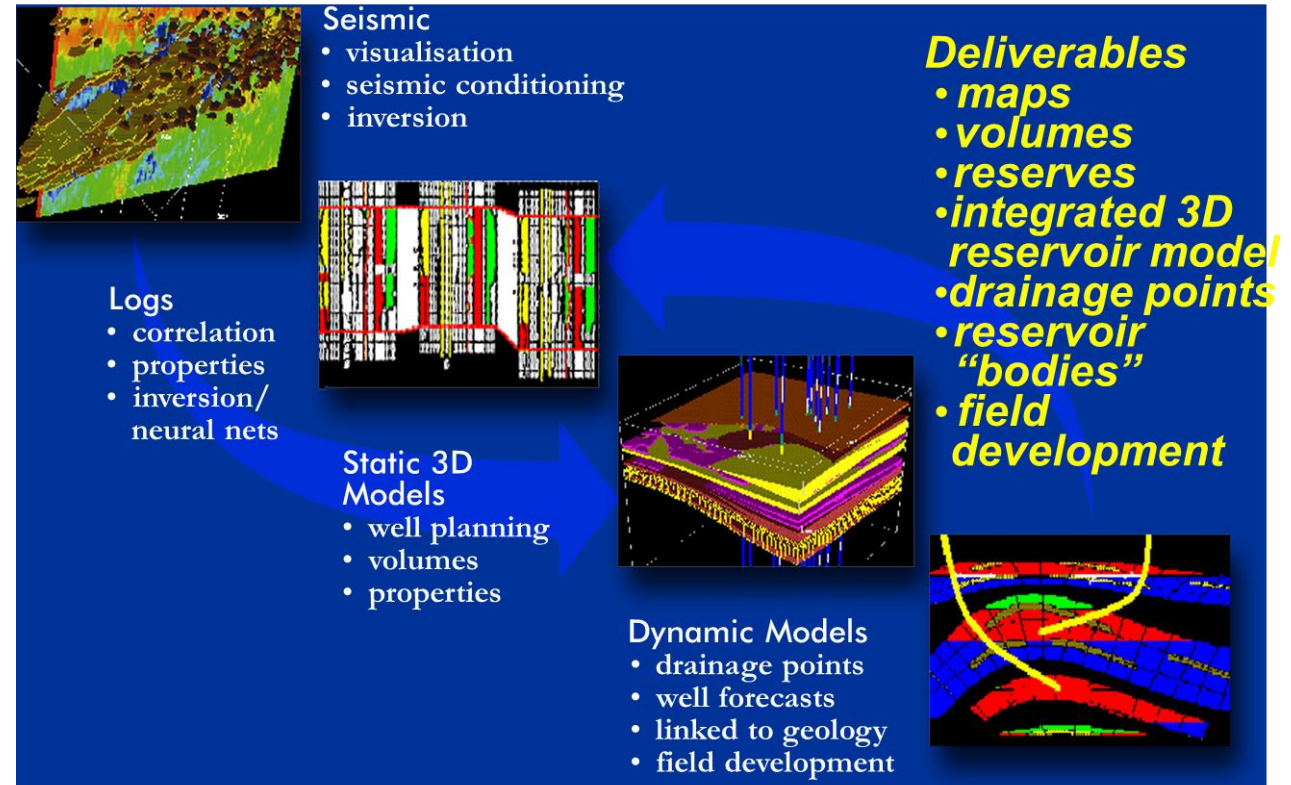 Seismic
• visualisation
• seismic conditioning
• inversion
Logs
• correlation
• properties
• inversion/
neural nets
Static 3D
Models
• well planning
• volumes
• properties
Dynamic Models
• drainage points
• well forecasts
• linked to geology
• field development
Deliverables
• maps
• volumes
• reserves
•integrated 3D
reservoir model
•drainage points
• reservoir
“bodies”
• field
development